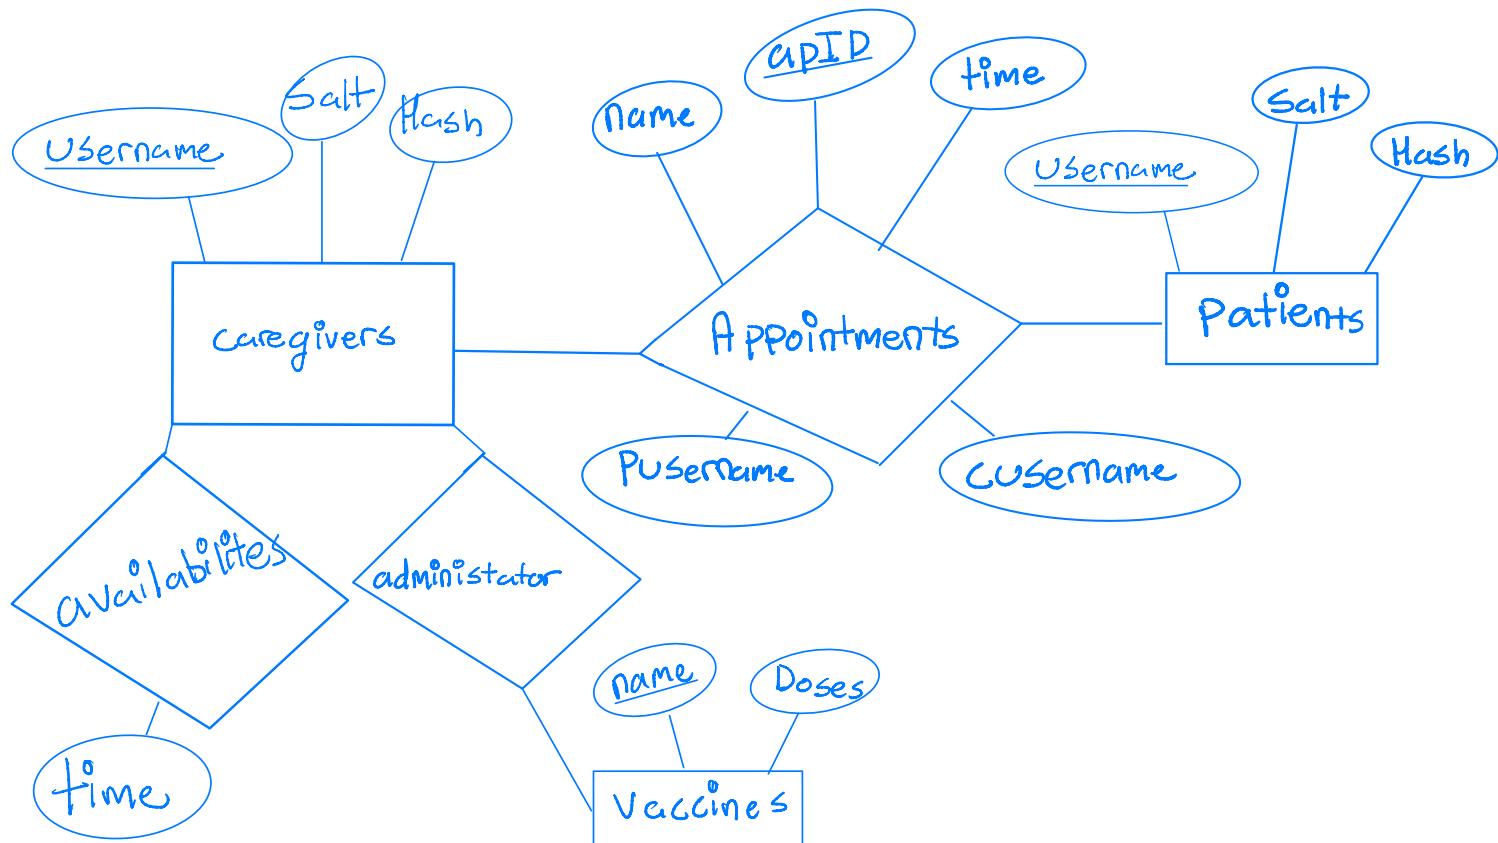 apID
time
name
Salt
Hash
Username
Salt
Hash
Username
Caregivers
Appointments
Patients
Pusername
Cusername
availabilites
administator
name
Doses
time
Vaccines